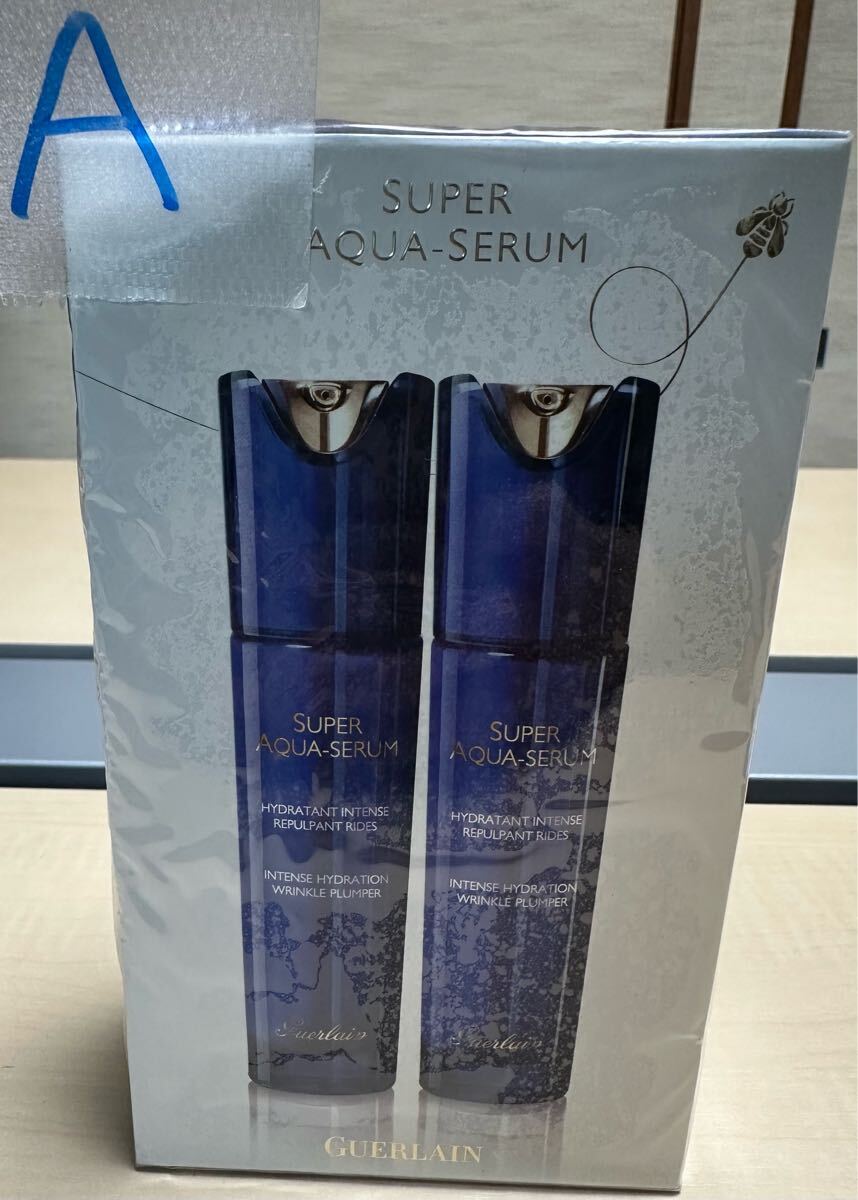 A
SUPER
AQUA-SERUM
SUPER
AQUA-SERUM
HYDRATANT INTENSE
REPULPANT RIDES
INTENSE HYDRATION
WRINKLE PLUMPER
Guerlain
SUPER
AQUA-SERUM
HYDRATANT INTENSE
REPULPANT RIDES
INTENSE HYDRATION
WRINKLE PLUMPER
Guerlain
GUERLAIN